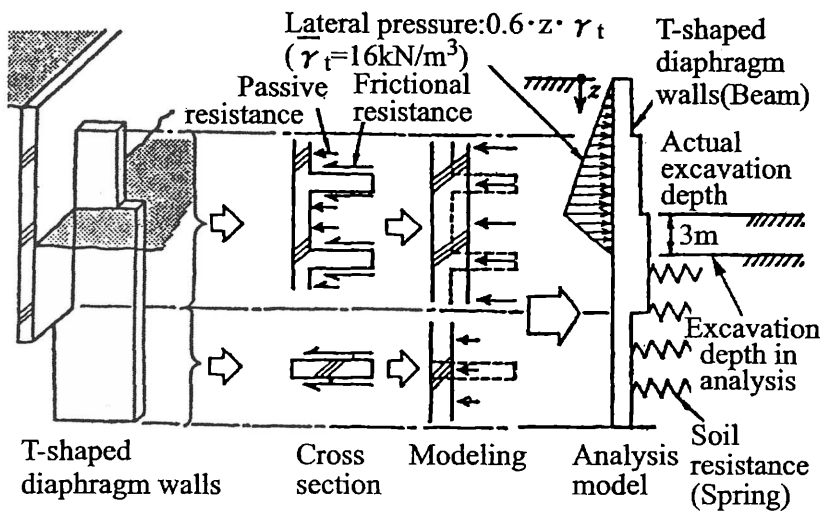 Lateral pressure:0.6·z· γt
(γ̅t=16kN/m³)
Passive
resistance
Frictional
resistance
z
T-shaped
diaphragm
walls(Beam)
Actual
excavation
depth
3m
Excavation
depth in
analysis
Soil
resistance
(Spring)
T-shaped
diaphragm walls
Cross
section
Modeling
Analysis
model